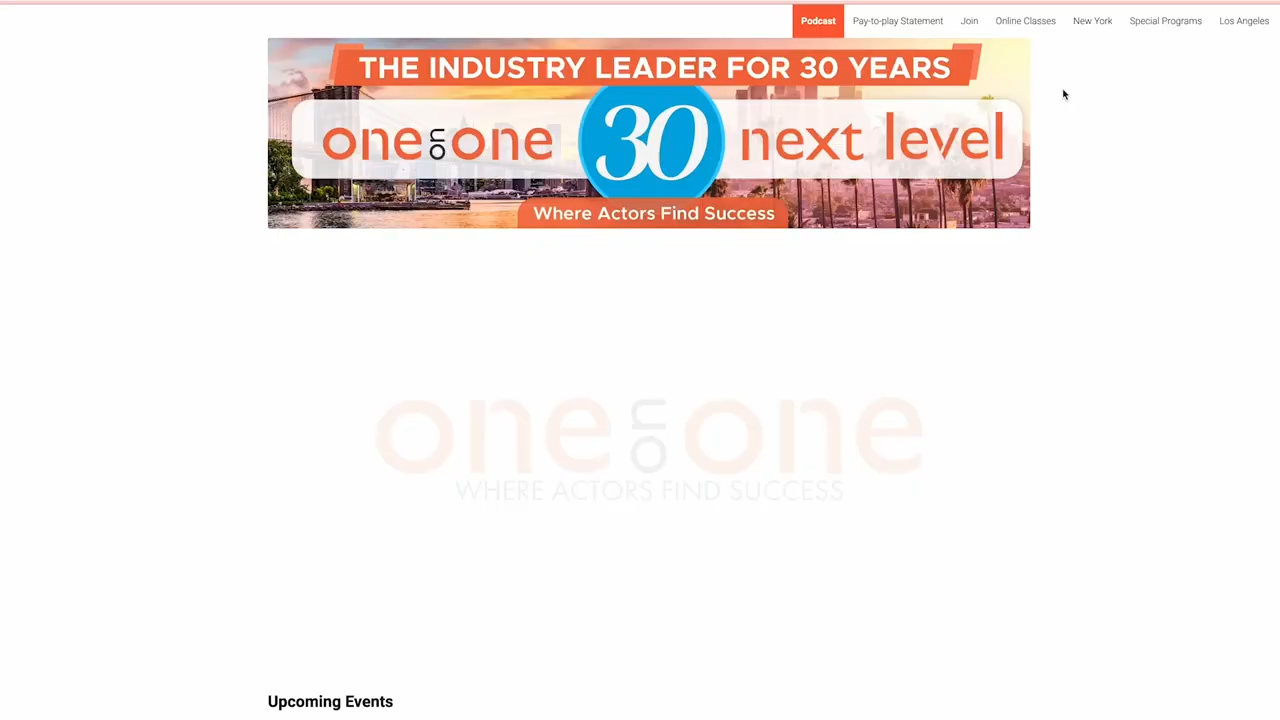 Podcast Pay-to-play Statement Join Online Classes New York Special Programs Los Angeles
THE INDUSTRY LEADER FOR 30 YEARS
one on one 30 next level
Where Actors Find Success
one on one
WHERE ACTORS FIND SUCCESS
Upcoming Events